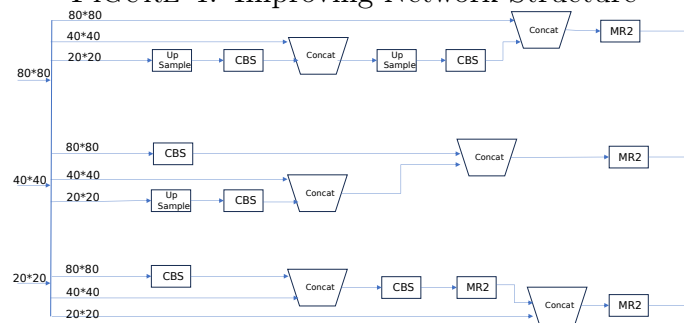 FIGURE 4. Improving Network Structure
80*80
Concat
MR2
40*40
20*20
Up
Sample
CBS
Concat
Up
Sample
CBS
80*80
80*80
CBS
Concat
MR2
40*40
40*40
20*20
Up
Sample
CBS
Concat
20*20
80*80
CBS
Concat
CBS
MR2
40*40
20*20
Concat
MR2